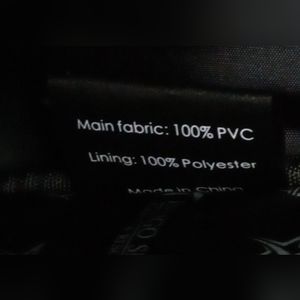 Main fabric: 100% PVC
Lining: 100% Polyester
Made in China